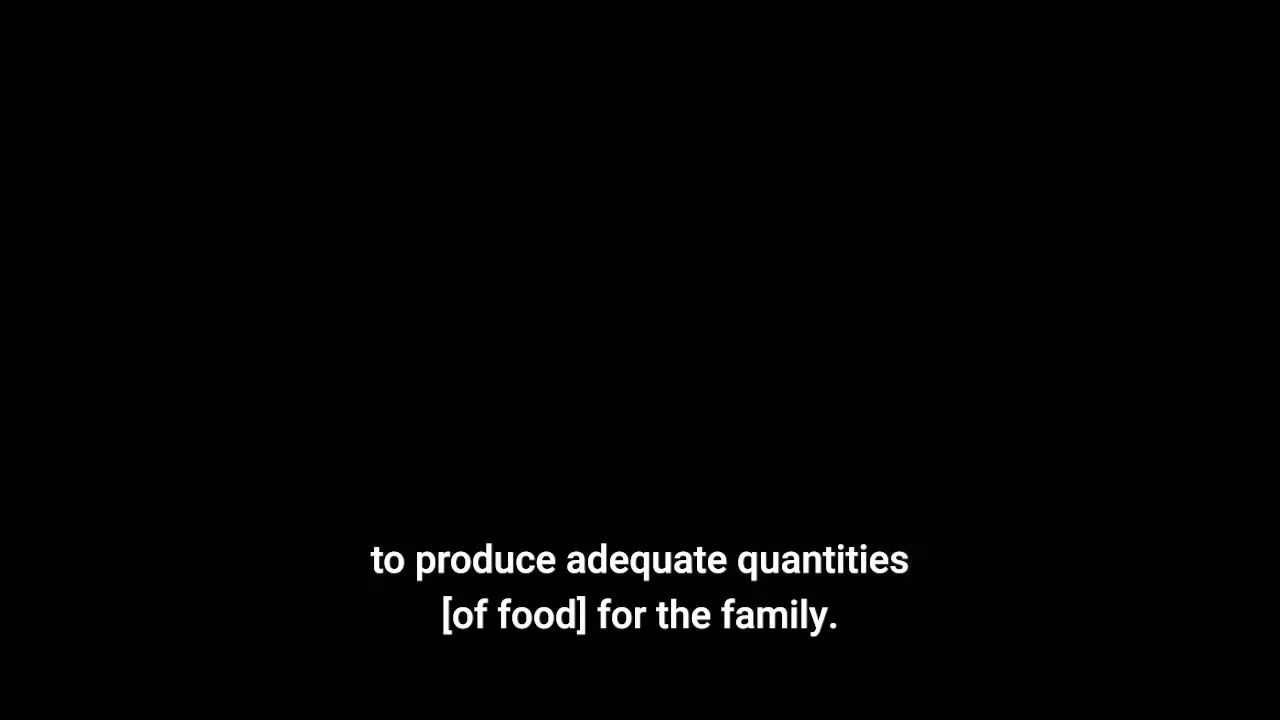 to produce adequate quantities
[of food] for the family.